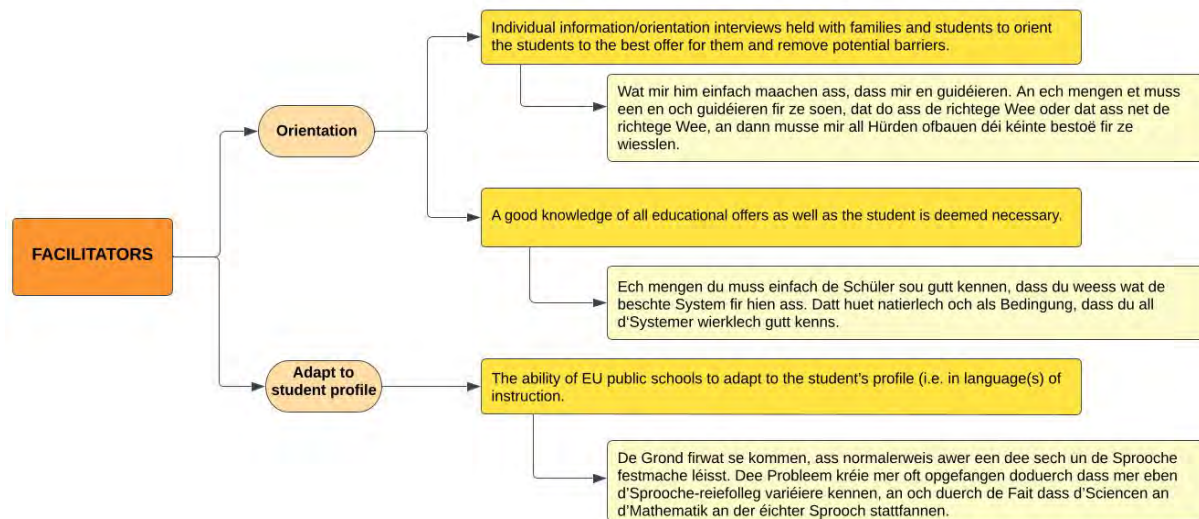 Individual information/orientation interviews held with families and students to orient
the students to the best offer for them and remove potential barriers.
Wat mir him einfach maachen ass, dass mir en guidéieren. An ech mengen et muss
een en och guidéieren fir ze soen, dat do ass de richtege Wee oder dat ass net de
richtege Wee, an dann musse mir all Hürden ofbauen déi kéinte bestoë fir ze
wiesslen.
Orientation
A good knowledge of all educational offers as well as the student is deemed necessary.
FACILITATORS
Ech mengen du muss einfach de Schüler sou gutt kennen, dass du weess wat de
beschte System fir hien ass. Datt huet natierlech och als Bedingung, dass du all
d‘Systemer wierklech gutt kenns.
Adapt to
student profile
The ability of EU public schools to adapt to the student’s profile (i.e. in language(s) of
instruction.
De Grond firwat se kommen, ass normalerweis awer een dee sech un de Sprooche
festmache léisst. Dee Probleem kréie mer oft opgefangen doduerch dass mer eben
d’Sprooche-reiefolleg variéiere kennen, an och duerch de Fait dass d’Sciencen an
d’Mathematik an der éichter Sprooch stattfannen.